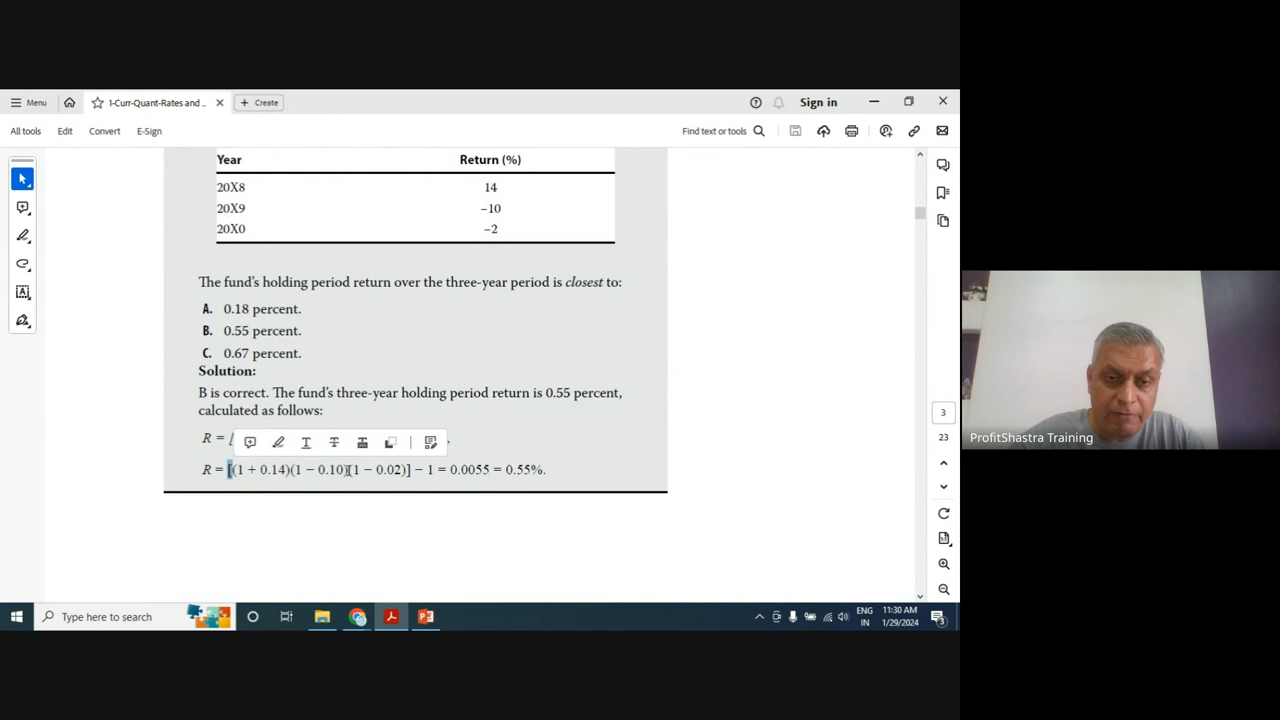 Menu
1-Curr-Quant-Rates and ...
Create
Sign in
All tools
Edit
Convert
E-Sign
Find text or tools
Year Return (%)
20X8 14
20X9 −10
20X0 −2
The fund's holding period return over the three-year period is closest to:
A. 0.18 percent.
B. 0.55 percent.
C. 0.67 percent.
Solution:
B is correct. The fund's three-year holding period return is 0.55 percent,
calculated as follows:
R = [
R = [(1 + 0.14)(1 − 0.10)(1 − 0.02)] − 1 = 0.0055 = 0.55%.
3
23
ProfitShastra Training
Type here to search
ENG
IN
11:30 AM
1/29/2024
3